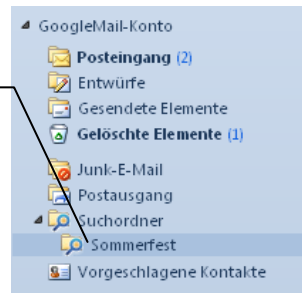 GoogleMail-Konto
Posteingang (2)
Entwürfe
Gesendete Elemente
Gelöschte Elemente (1)
Junk-E-Mail
Postausgang
Suchordner
Sommerfest
Vorgeschlagene Kontakte